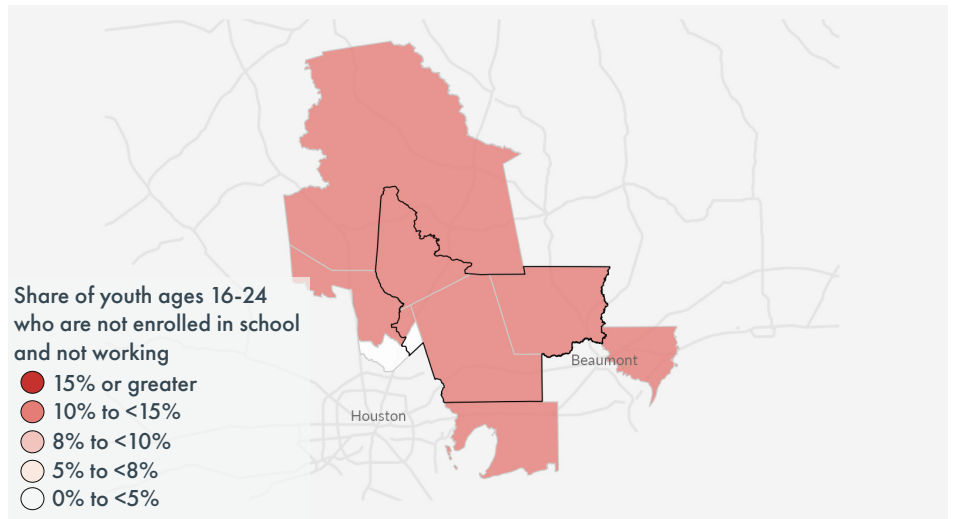 Share of youth ages 16-24
who are not enrolled in school
and not working
15% or greater
10% to <15%
8% to <10%
5% to <8%
0% to <5%
Beaumont
Houston